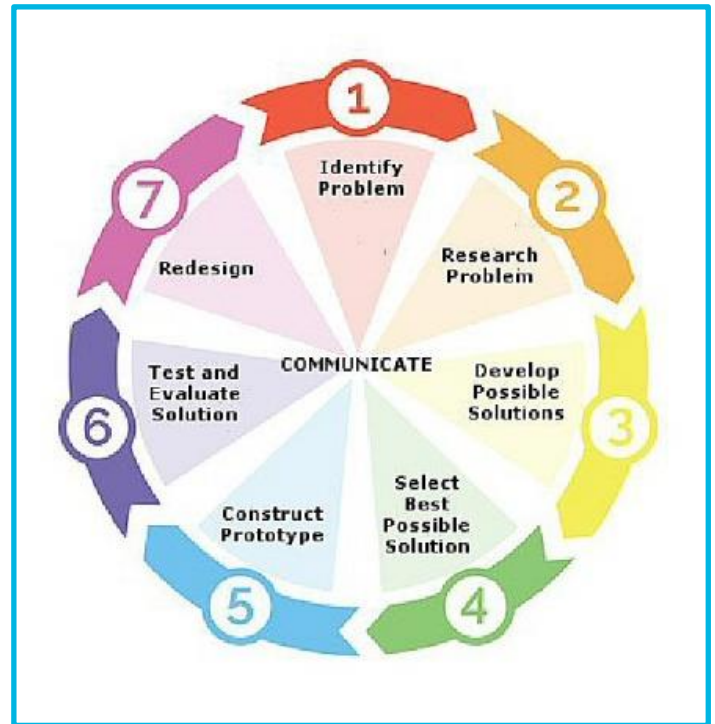 1
Identify
Problem
2
Research
Problem
3
Develop
Possible
Solutions
4
Select
Best
Possible
Solution
5
Construct
Prototype
6
Test and
Evaluate
Solution
7
Redesign
COMMUNICATE